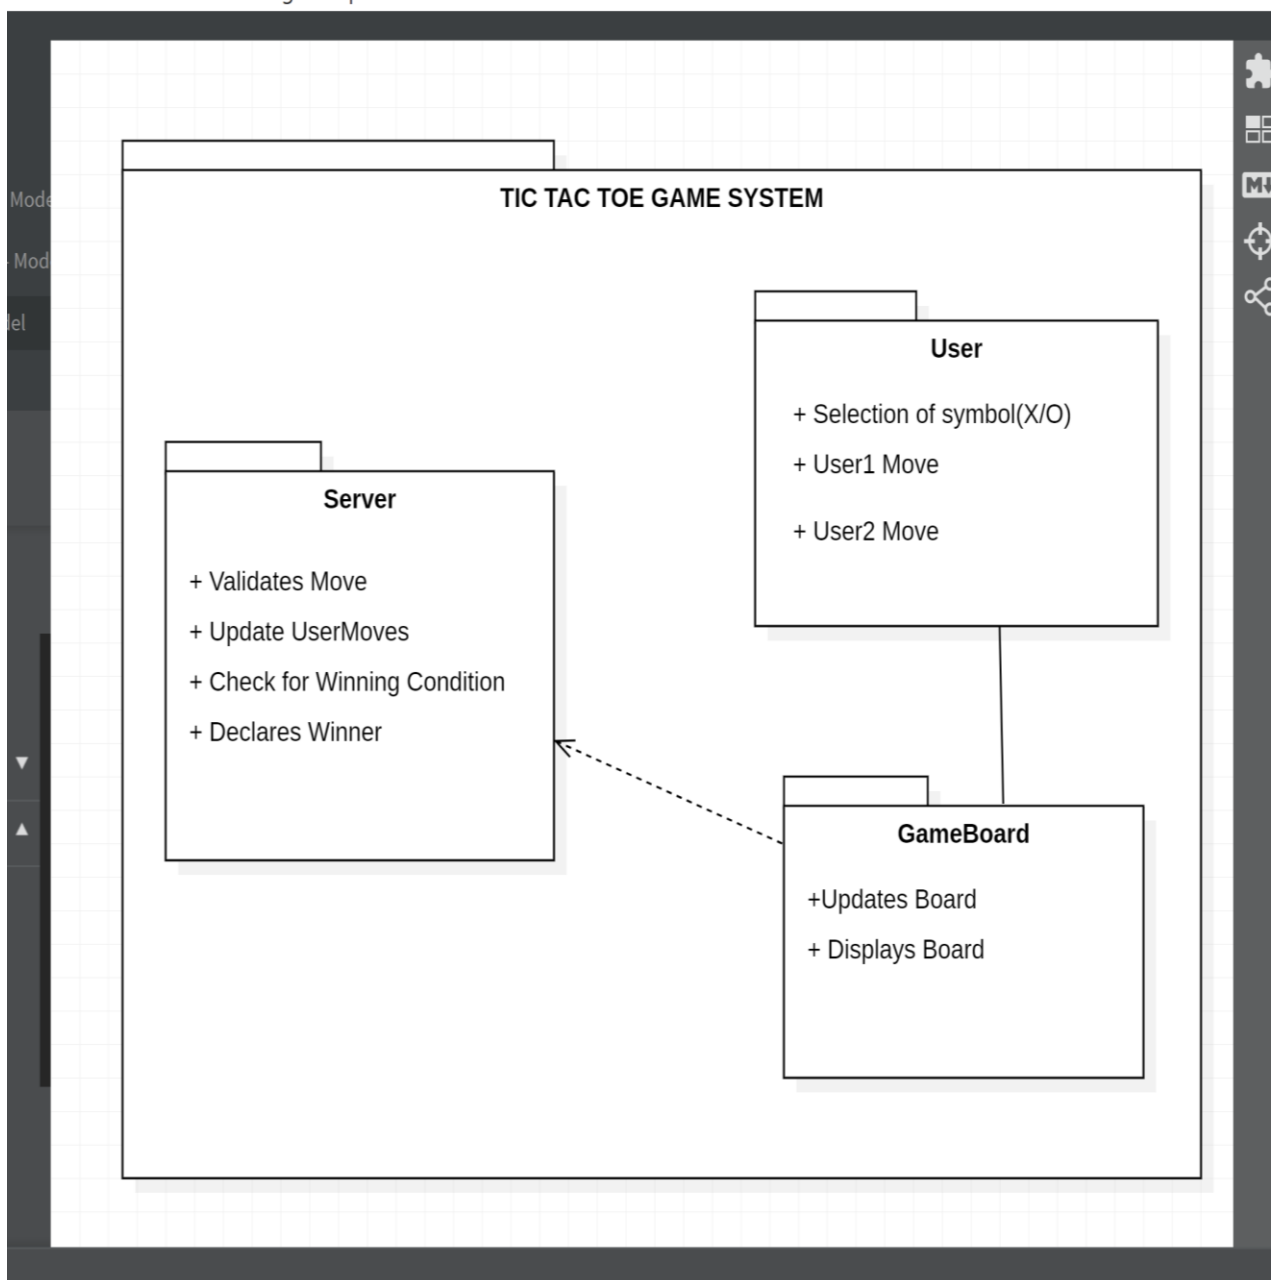 TIC TAC TOE GAME SYSTEM
User
+ Selection of symbol(X/O)
+ User1 Move
+ User2 Move
Server
+ Validates Move
+ Update UserMoves
+ Check for Winning Condition
+ Declares Winner
GameBoard
+Updates Board
+ Displays Board